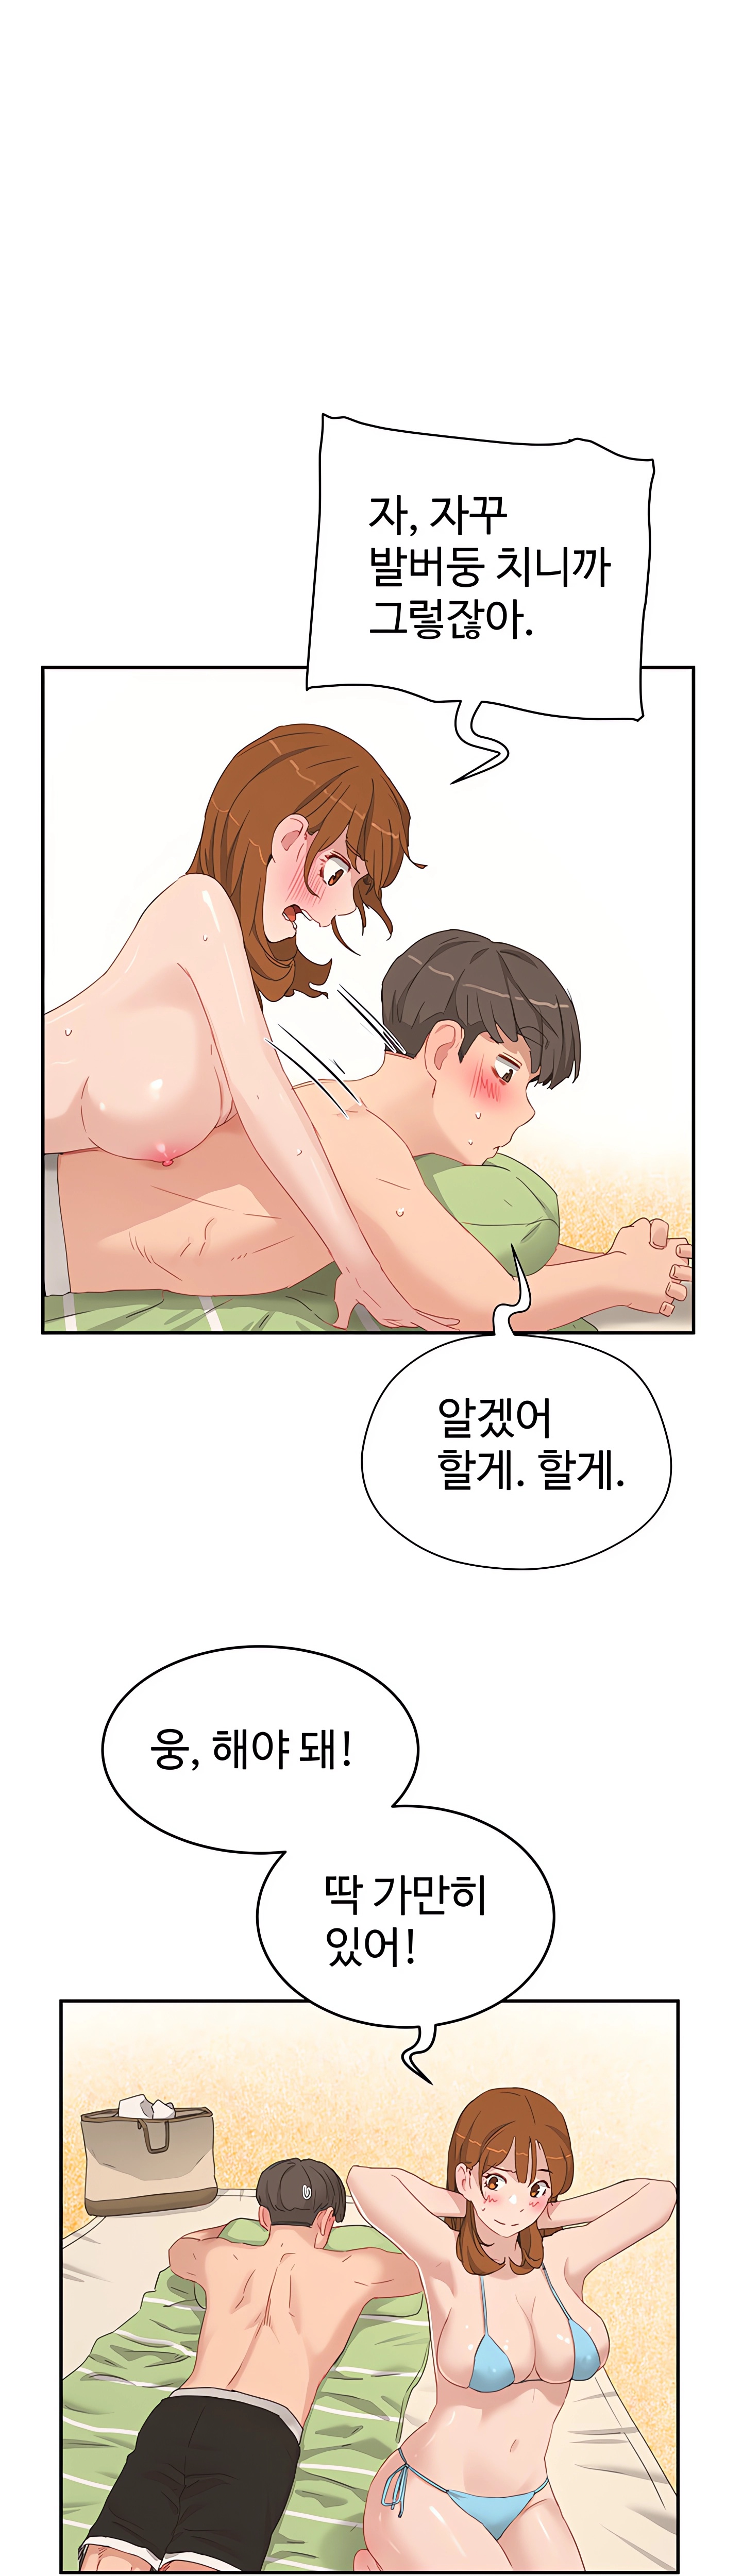 자, 자꾸
발버둥 치니까
그렇잖아.
알겠어
할게. 할게.
웅, 해야 돼!
딱 가만히
있어!